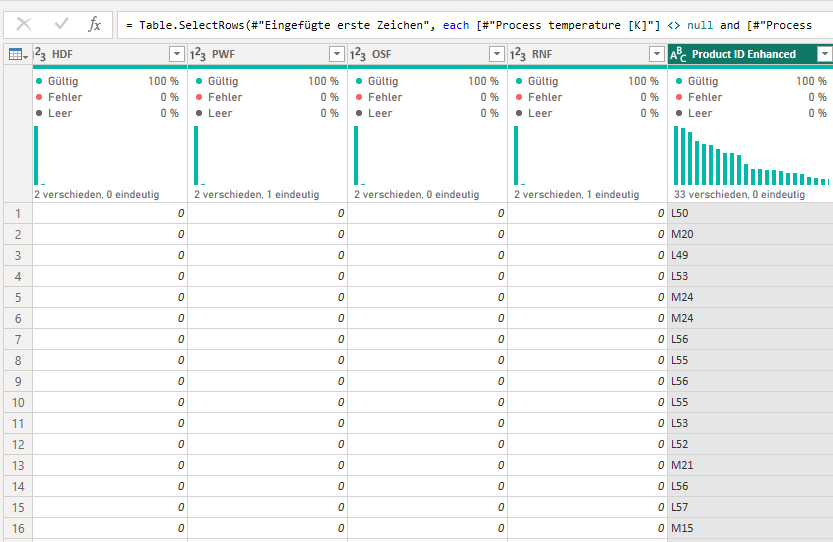 fx = Table.SelectRows(#"Eingefügte erste Zeichen", each [#"Process temperature [K]"] <> null and [#"Process
1²3 HDF 1²3 PWF 1²3 OSF 1²3 RNF ABC Product ID Enhanced
Gültig 100 % Gültig 100 % Gültig 100 % Gültig 100 % Gültig 100 %
Fehler 0 % Fehler 0 % Fehler 0 % Fehler 0 % Fehler 0 %
Leer 0 % Leer 0 % Leer 0 % Leer 0 % Leer 0 %
2 verschieden, 0 eindeutig 2 verschieden, 1 eindeutig 2 verschieden, 0 eindeutig 2 verschieden, 1 eindeutig 33 verschieden, 0 eindeutig
1 0 0 0 0 L50
2 0 0 0 0 M20
3 0 0 0 0 L49
4 0 0 0 0 L53
5 0 0 0 0 M24
6 0 0 0 0 M24
7 0 0 0 0 L56
8 0 0 0 0 L55
9 0 0 0 0 L56
10 0 0 0 0 L55
11 0 0 0 0 L53
12 0 0 0 0 L52
13 0 0 0 0 M21
14 0 0 0 0 L56
15 0 0 0 0 L57
16 0 0 0 0 M15